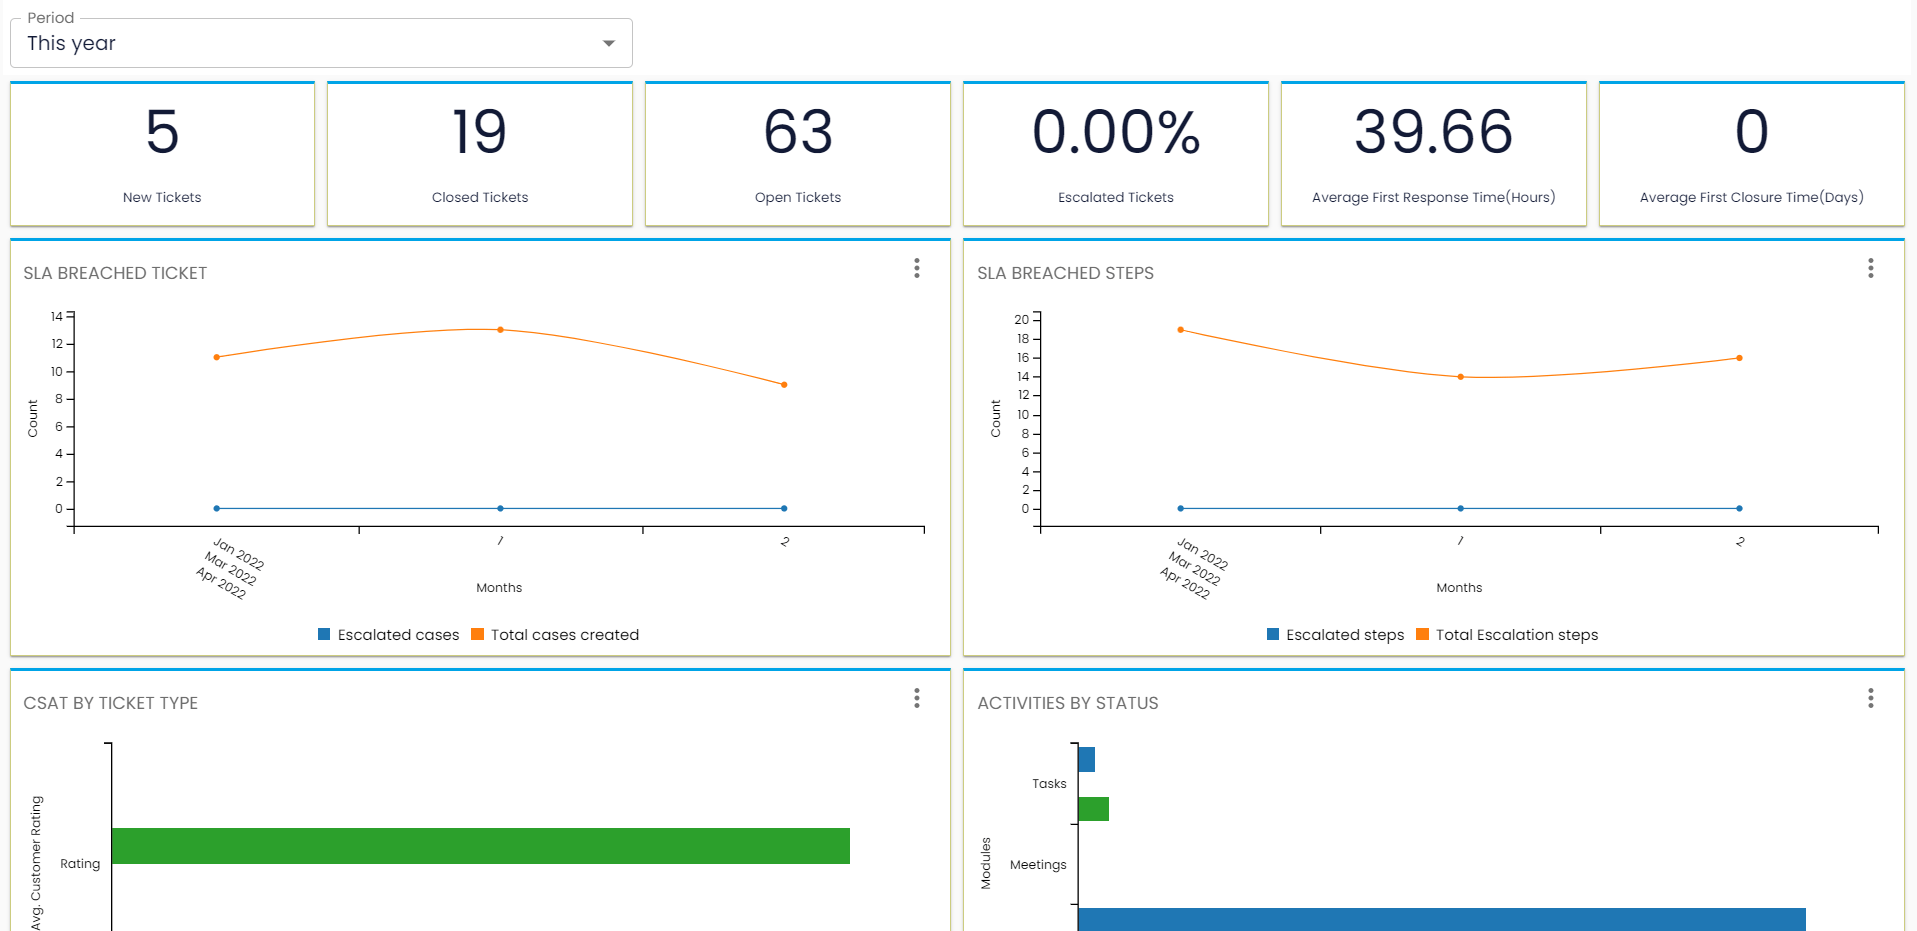 Period
This year
5
New Tickets
19
Closed Tickets
63
Open Tickets
0.00%
Escalated Tickets
39.66
Average First Response Time(Hours)
0
Average First Closure Time(Days)
SLA BREACHED TICKET
14
12
10
8
6
4
2
0
Count
Jan 2022
Mar 2022
Apr 2022
1
2
Months
Escalated cases
Total cases created
SLA BREACHED STEPS
20
18
16
14
12
10
8
6
4
2
0
Count
Jan 2022
Mar 2022
Apr 2022
1
2
Months
Escalated steps
Total Escalation steps
CSAT BY TICKET TYPE
Avg. Customer Rating
Rating
ACTIVITIES BY STATUS
Modules
Tasks
Meetings